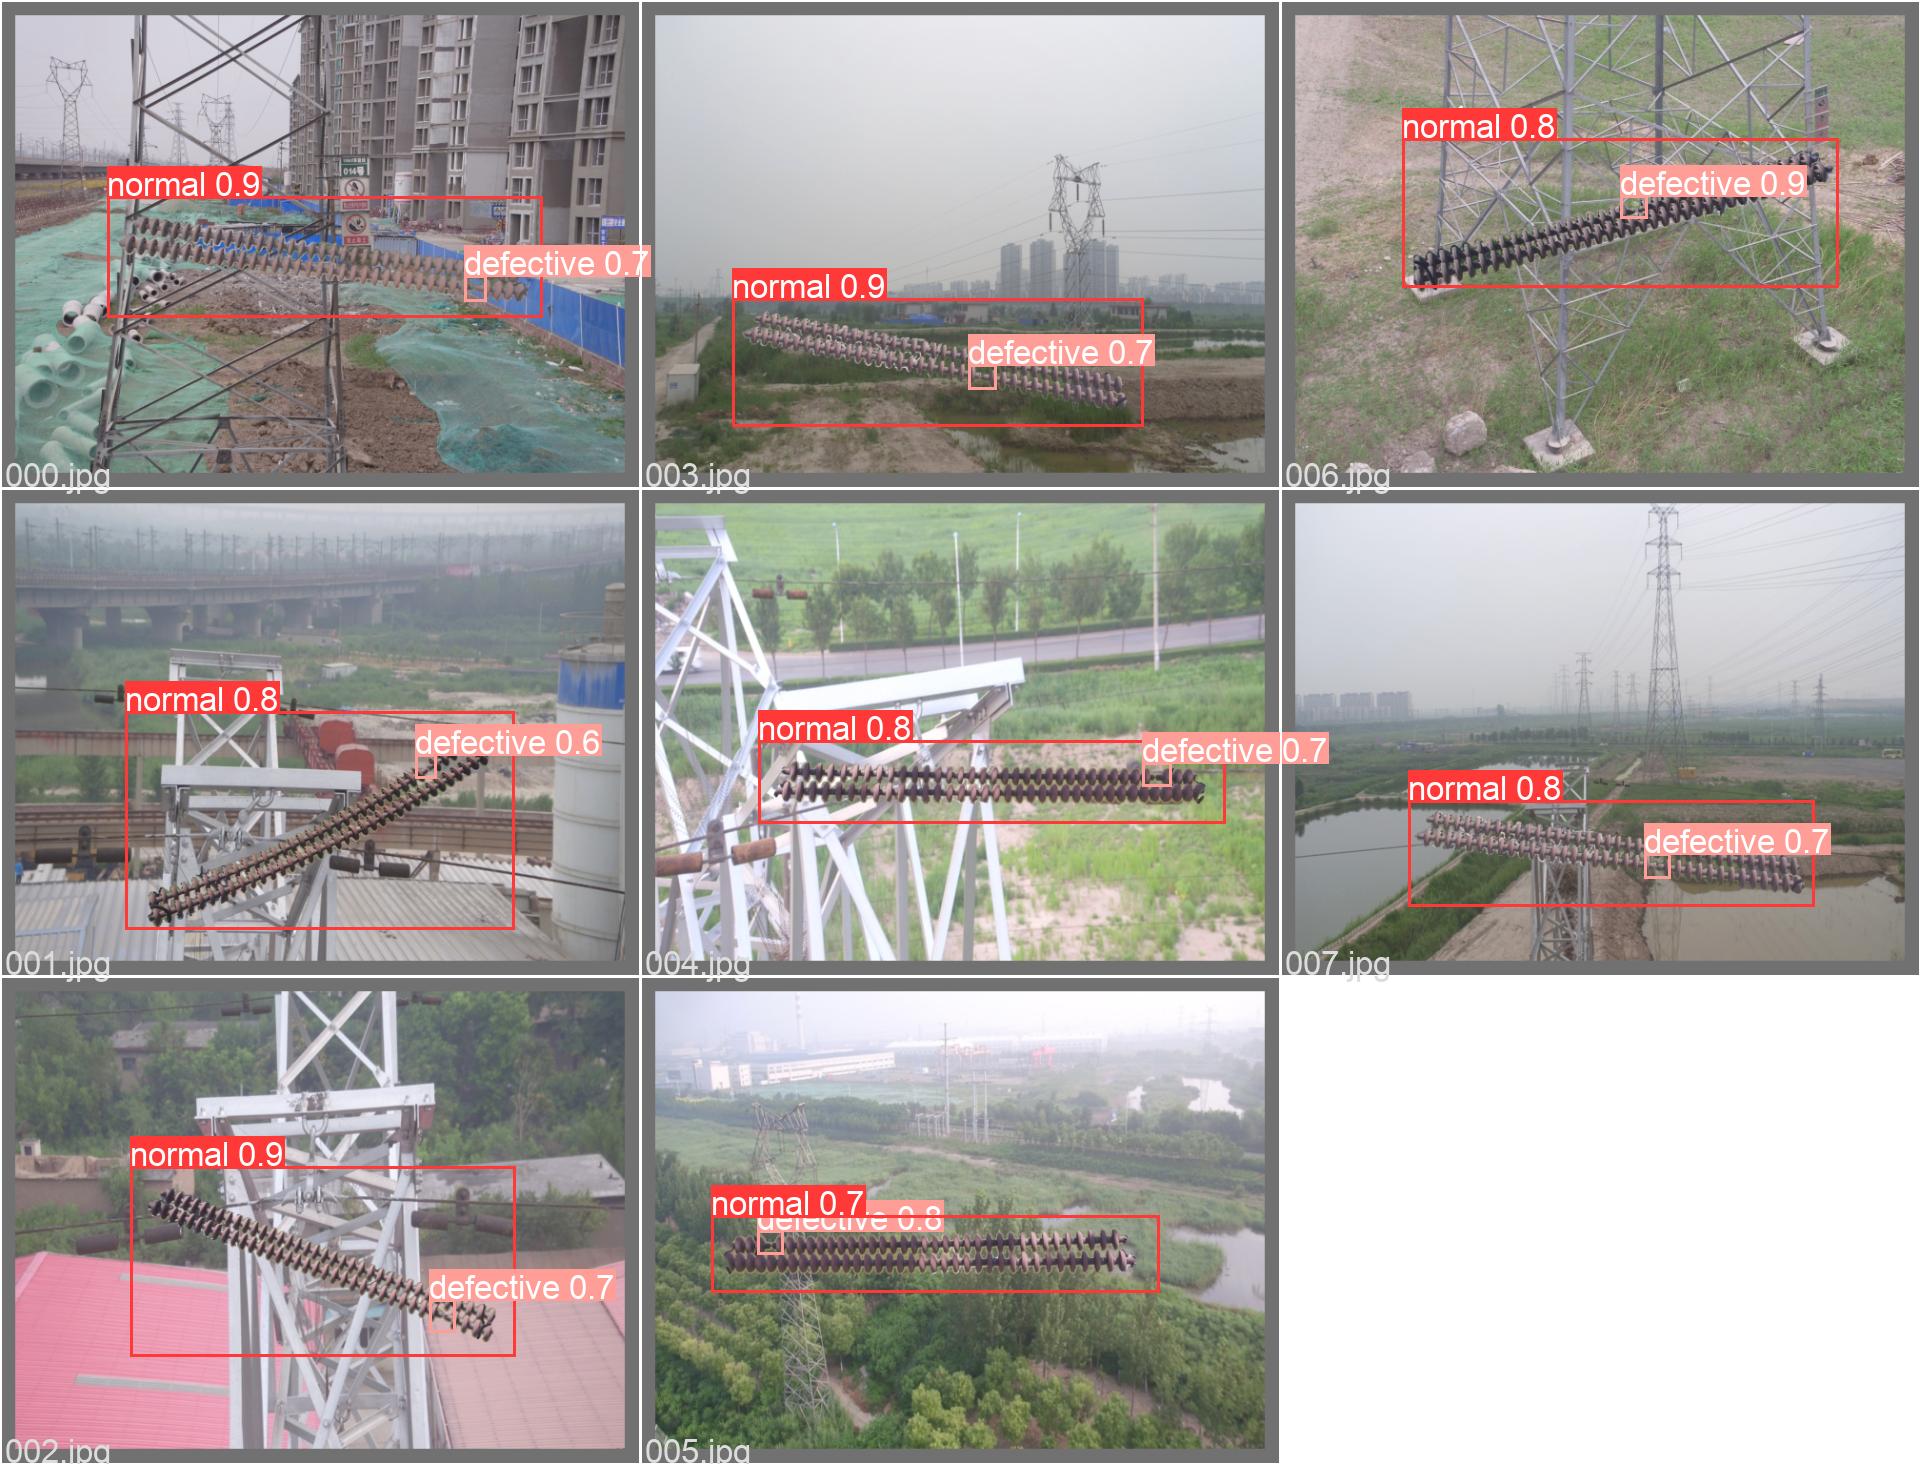 normal 0.9
defective 0.7
000.jpg
normal 0.9
defective 0.7
003.jpg
normal 0.8
defective 0.9
006.jpg
normal 0.8
defective 0.6
001.jpg
normal 0.8
defective 0.7
004.jpg
normal 0.8
defective 0.7
007.jpg
normal 0.9
defective 0.7
002.jpg
normal 0.7
defective 0.8
005.jpg